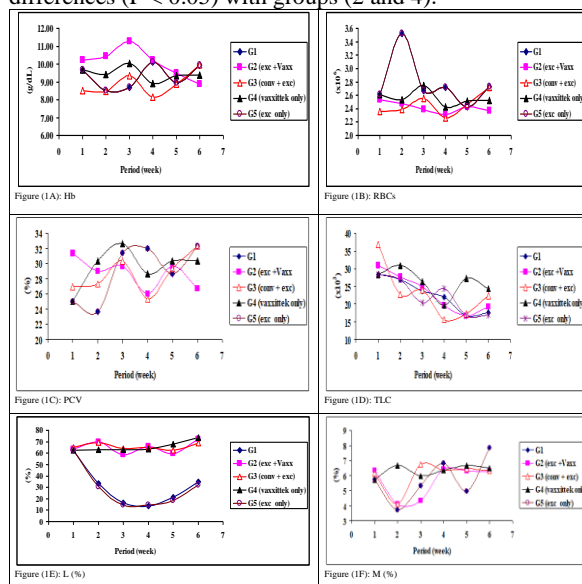 differences (P < 0.05) with groups (2 and 4).
12.00
11.00
10.00
9.00
8.00
7.00
6.00
(g/dL)
0 1 2 3 4 5 6 7
Period (week)
G1
G2 (exc +Vaxx)
G3 (conv + exc)
G4 (vaxxittek only)
G5 (exc only)
Figure (1A): Hb
3.6
3.4
3.2
3.0
2.8
2.6
2.4
2.2
2.0
(x10⁶)
0 1 2 3 4 5 6 7
Period (week)
G1
G2 (exc +Vaxx)
G3 (conv + exc)
G4 (vaxxittek only)
G5 (exc only)
Figure (1B): RBCs
34
32
30
28
26
24
22
20
(%)
0 1 2 3 4 5 6 7
Period (week)
G1
G2 (exc +Vaxx)
G3 (conv + exc)
G4 (vaxxittek only)
G5 (exc only)
Figure (1C): PCV
40
35
30
25
20
15
10
(x10³)
0 1 2 3 4 5 6 7
Period (week)
G1
G2 (exc +Vaxx)
G3 (conv + exc)
G4 (vaxxittek only)
G5 (exc only)
Figure (1D): TLC
80
70
60
50
40
30
20
10
0
(%)
0 1 2 3 4 5 6 7
Period (week)
G1
G2 (exc +Vaxx)
G3 (conv + exc)
G4 (vaxxittek only)
G5 (exc only)
Figure (1E): L (%)
8
7
6
5
4
3
(%)
0 1 2 3 4 5 6 7
Period (week)
G1
G2 (exc +Vaxx)
G3 (conv + exc)
G4 (vaxxittek only)
G5 (exc only)
Figure (1F): M (%)